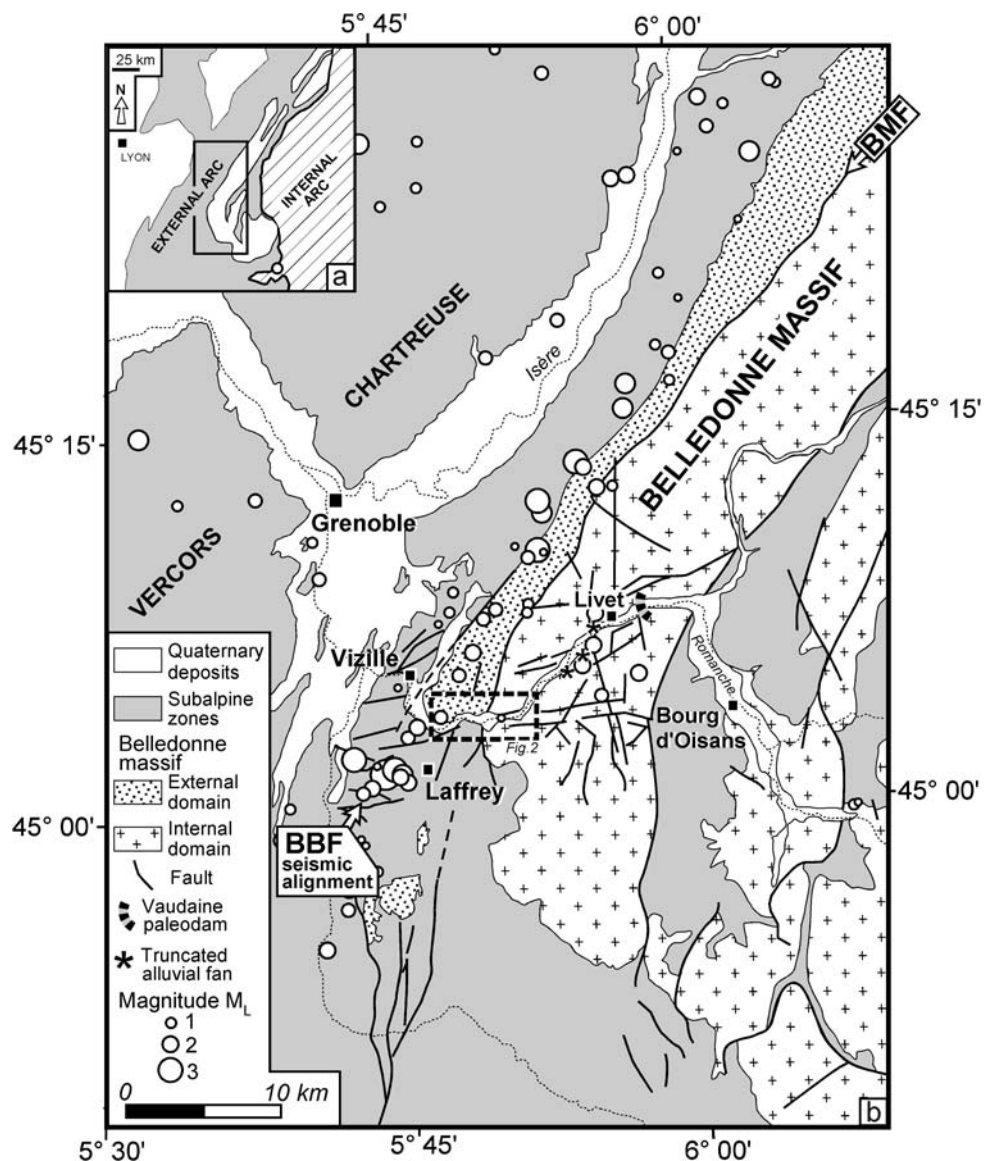 5° 45'
6° 00'
25 km
N
LYON
EXTERNAL ARC
INTERNAL ARC
a
BMF
CHARTREUSE
Isère
BELLEDONNE MASSIF
45° 15'
45° 15'
Grenoble
VERCORS
Livet
Vizille
Romanche
Bourg
d'Oisans
Fig.2
Laffrey
45° 00'
45° 00'
BBF
seismic
alignment
Quaternary
deposits
Subalpine
zones
Belledonne
massif
External
domain
Internal
domain
Fault
Vaudaine
paleodam
Truncated
alluvial fan
Magnitude ML
1
2
3
0 10 km
b
5° 30'
5° 45'
6° 00'